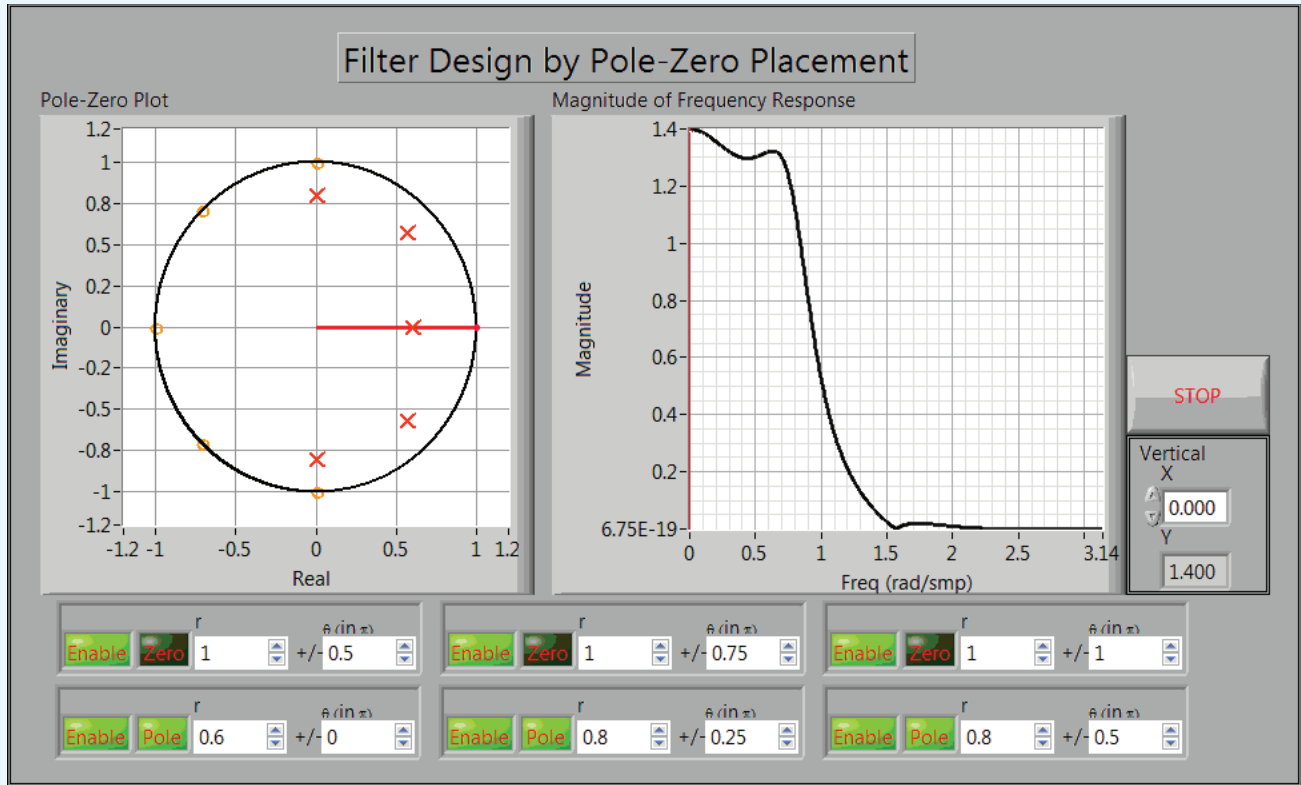 Filter Design by Pole-Zero Placement
Pole-Zero Plot
Magnitude of Frequency Response
1.2
1
0.8
0.5
0.2
0
-0.2
-0.5
-0.8
-1
-1.2
Imaginary
-1.2 -1 -0.5 0 0.5 1 1.2
Real
1.4
1.2
1
0.8
0.6
0.4
0.2
6.75E-19
Magnitude
0 0.5 1 1.5 2 2.5 3.14
Freq (rad/smp)
STOP
Vertical
X
0.000
Y
1.400
r θ (in π)
Enable Zero 1 +/- 0.5
r θ (in π)
Enable Zero 1 +/- 0.75
r θ (in π)
Enable Zero 1 +/- 1
r θ (in π)
Enable Pole 0.6 +/- 0
r θ (in π)
Enable Pole 0.8 +/- 0.25
r θ (in π)
Enable Pole 0.8 +/- 0.5